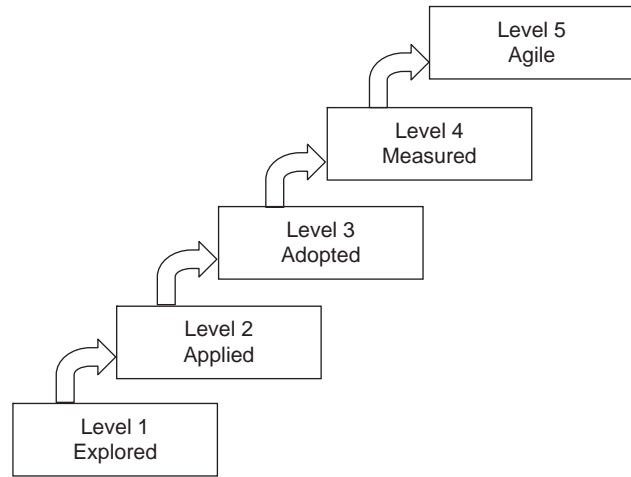 Level 5
Agile
Level 4
Measured
Level 3
Adopted
Level 2
Applied
Level 1
Explored